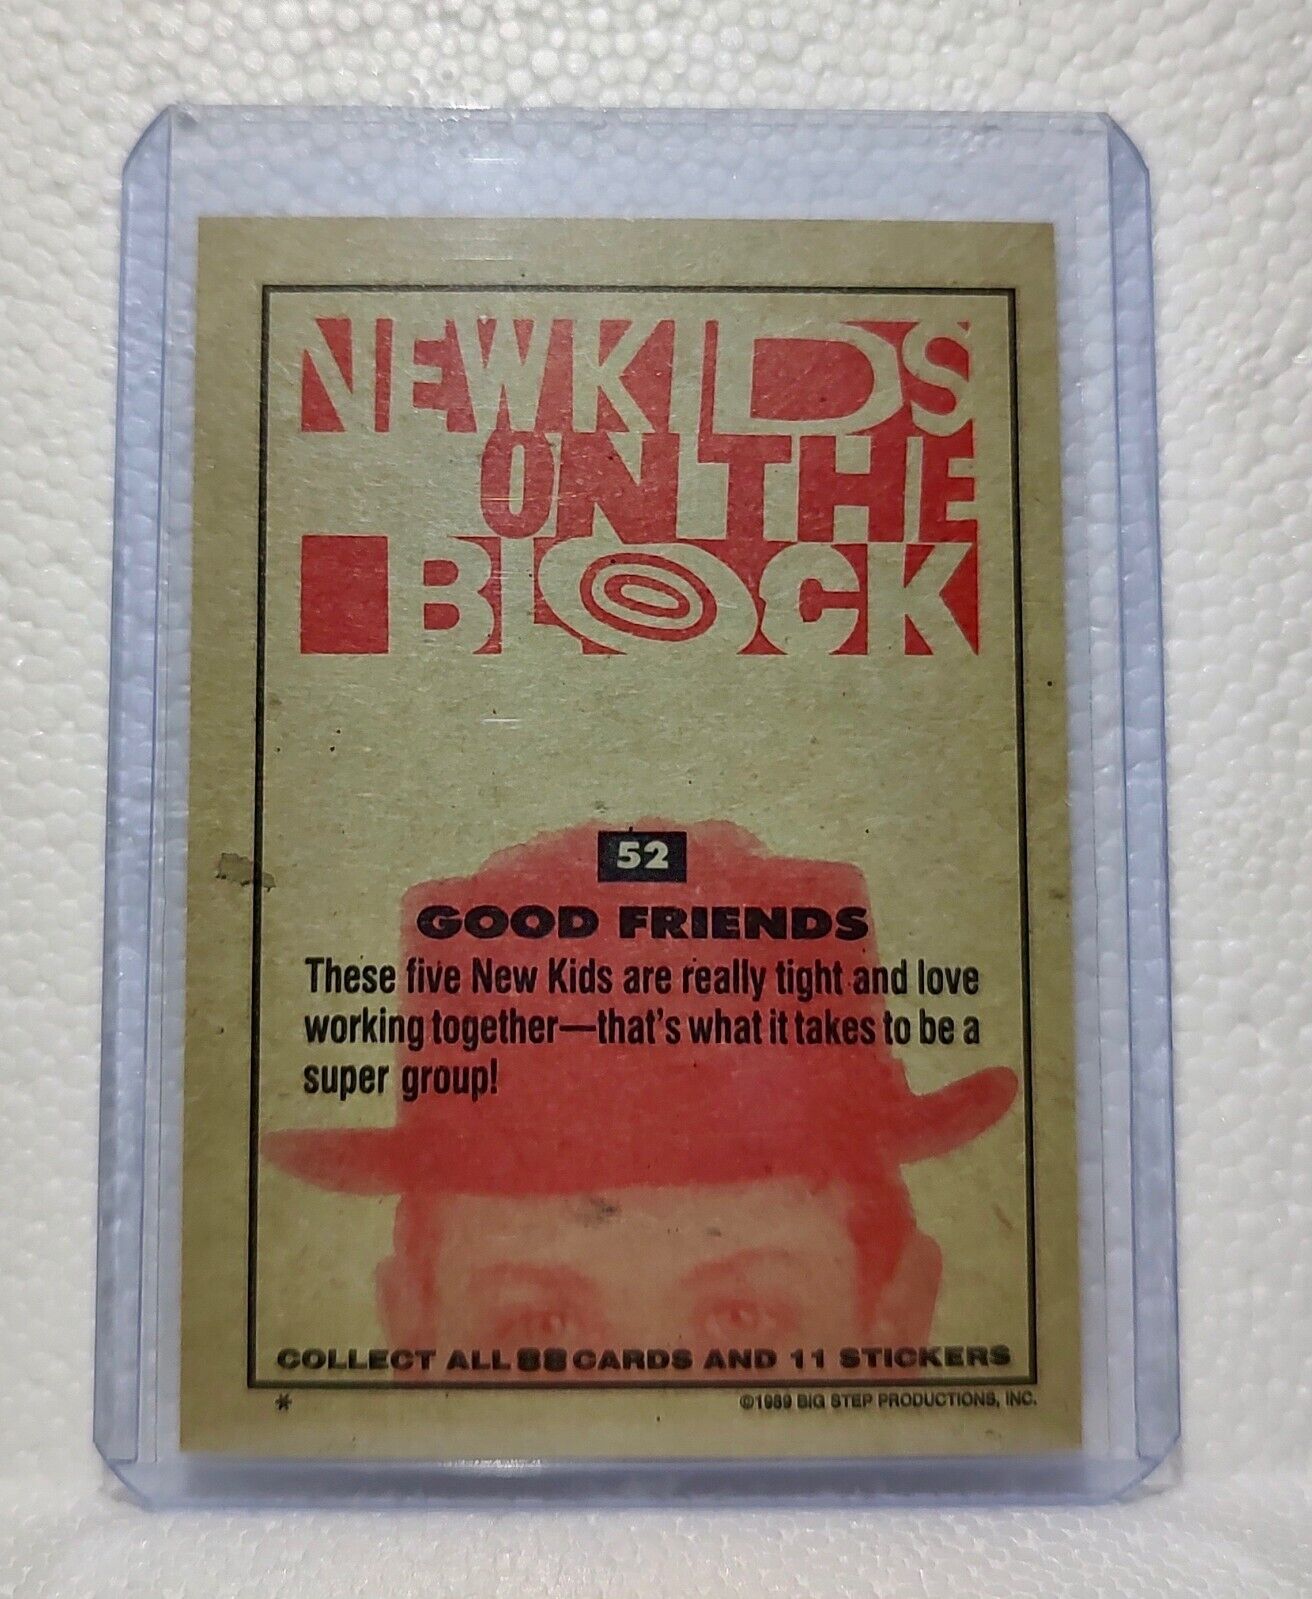 NEW KIDS
ON THE
BLOCK
52
GOOD FRIENDS
These five New Kids are really tight and love
working together—that's what it takes to be a
super group!
COLLECT ALL 88 CARDS AND 11 STICKERS
* ©1989 BIG STEP PRODUCTIONS, INC.